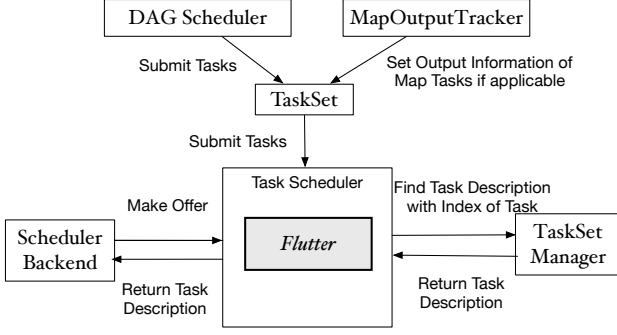 DAG Scheduler
MapOutputTracker
Submit Tasks
Set Output Information of
Map Tasks if applicable
TaskSet
Submit Tasks
Task Scheduler
Make Offer
Find Task Description
with Index of Task
Scheduler
Backend
Flutter
TaskSet
Manager
Return Task
Description
Return Task
Description